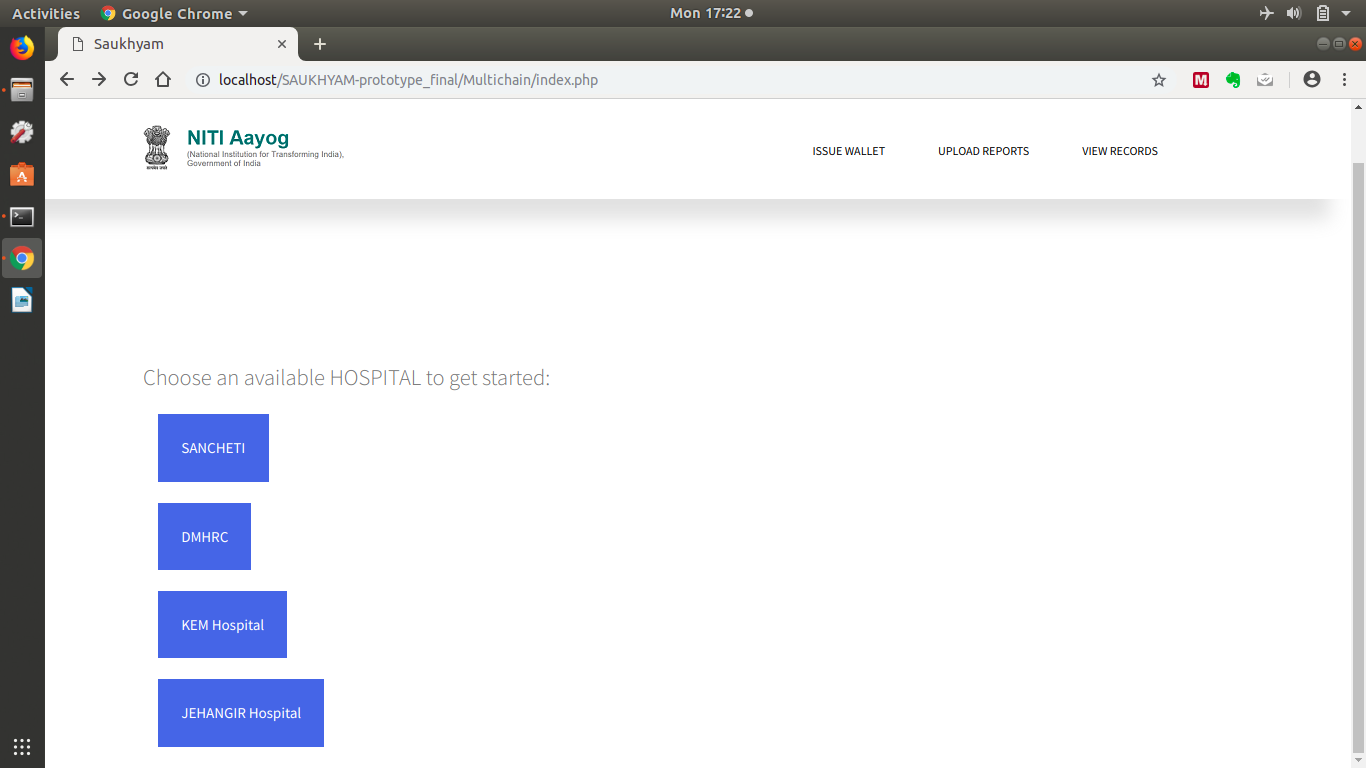 Activities
Google Chrome
Mon 17:22
Saukhyam
localhost/SAUKHYAM-prototype_final/Multichain/index.php
NITI Aayog
(National Institution for Transforming India),
Government of India
ISSUE WALLET
UPLOAD REPORTS
VIEW RECORDS
Choose an available HOSPITAL to get started:
SANCHETI
DMHRC
KEM Hospital
JEHANGIR Hospital